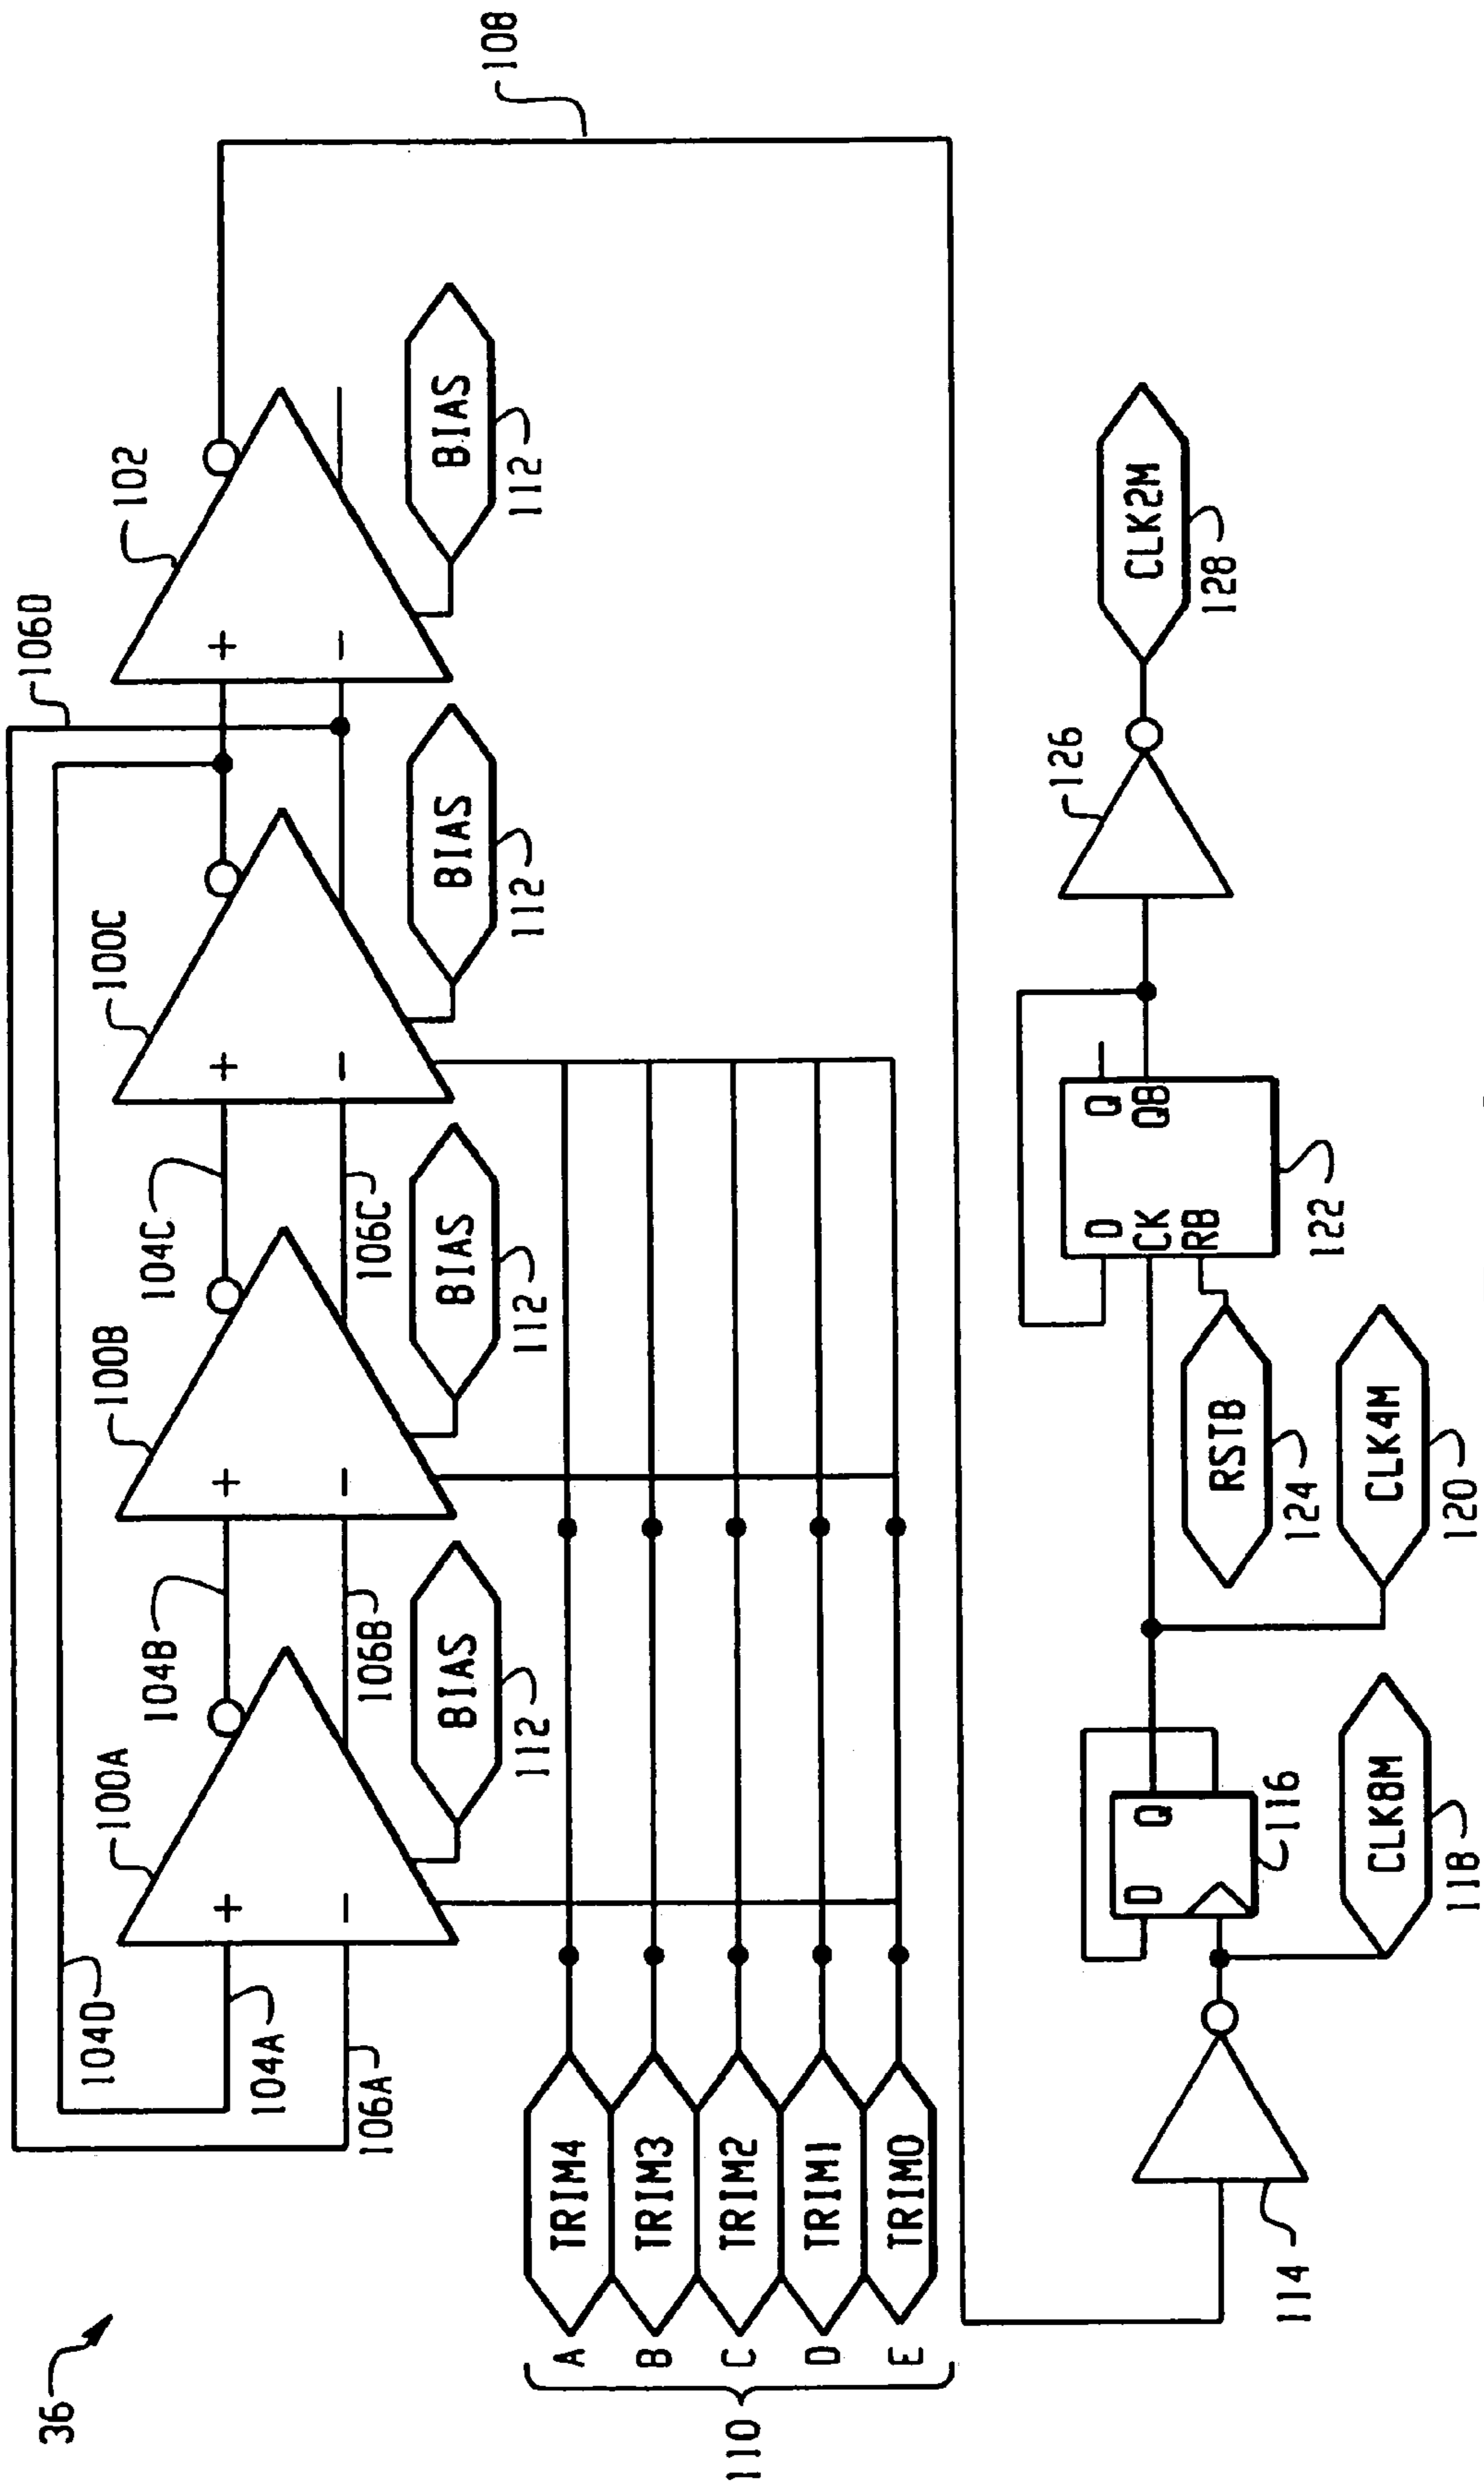 36
104D
1060
104A
106A
100A
104B
106B
100B
104C
106C
100C
102
108
+
−
+
−
+
−
+
−
BIAS
112
BIAS
112
BIAS
112
BIAS
112
110
A
TRIM4
B
TRIM3
C
TRIM2
D
TRIM1
E
TRIM0
114
D
Q
116
CLK8M
118
CLK4M
120
RSTB
124
D
CK
RB
Q
QB
122
126
CLK2M
128